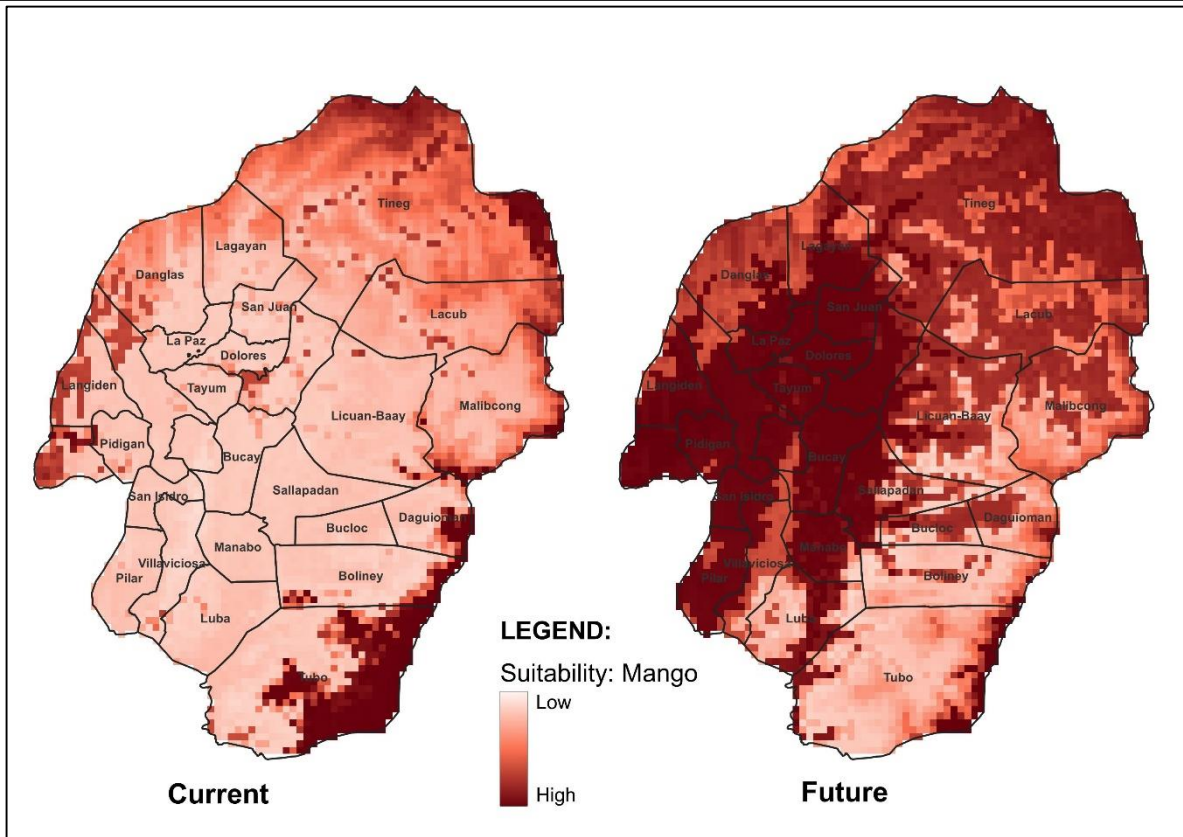 Tineg
Lagayan
Danglas
San Juan
Lacub
La Paz
Dolores
Langiden
Tayum
Malibcong
Licuan-Baay
Pidigan
Bucay
Sallapadan
San Isidro
Daguioman
Bucloc
Manabo
Villaviciosa
Pilar
Boliney
Luba
Tubo
Current
LEGEND:
Suitability: Mango
Low
High
Tineg
Lagayan
Danglas
San Juan
Lacub
La Paz
Dolores
Langiden
Tayum
Malibcong
Licuan-Baay
Pidigan
Bucay
Sallapadan
San Isidro
Daguioman
Bucloc
Manabo
Villaviciosa
Pilar
Boliney
Luba
Tubo
Future